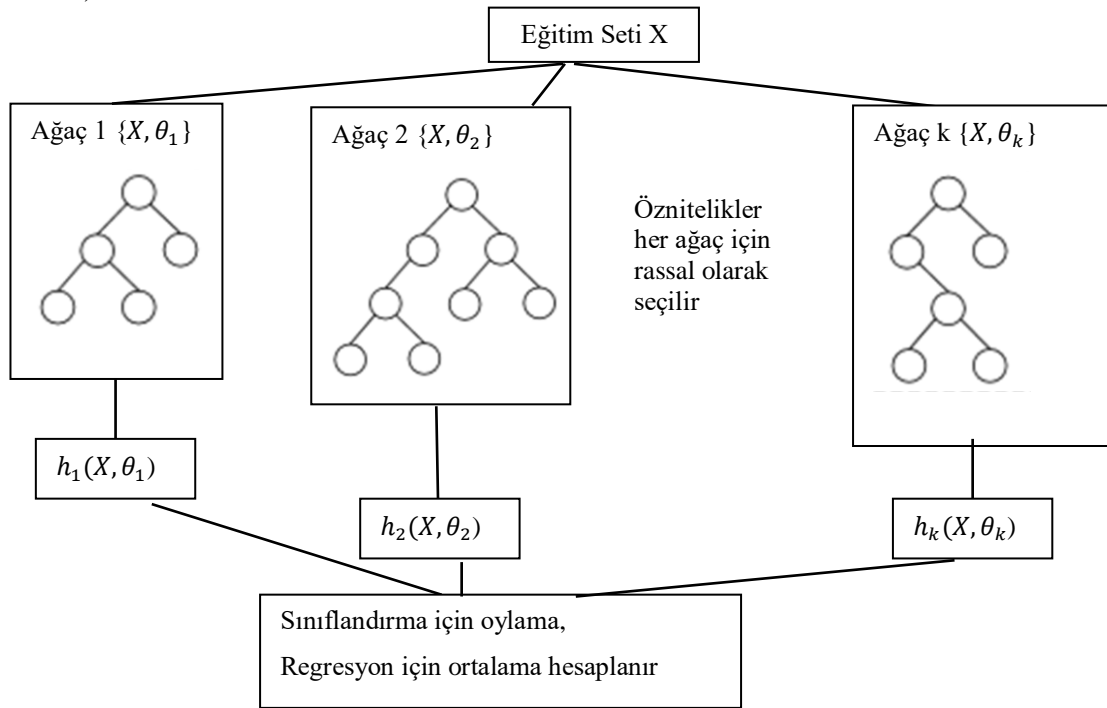 Eğitim Seti X
Ağaç 1 {𝑋, 𝜃₁}
Ağaç 2 {𝑋, 𝜃₂}
Ağaç k {𝑋, 𝜃ₖ}
Öznitelikler
her ağaç için
rassal olarak
seçilir
ℎ₁(𝑋, 𝜃₁)
ℎ₂(𝑋, 𝜃₂)
ℎₖ(𝑋, 𝜃ₖ)
Sınıflandırma için oylama,
Regresyon için ortalama hesaplanır